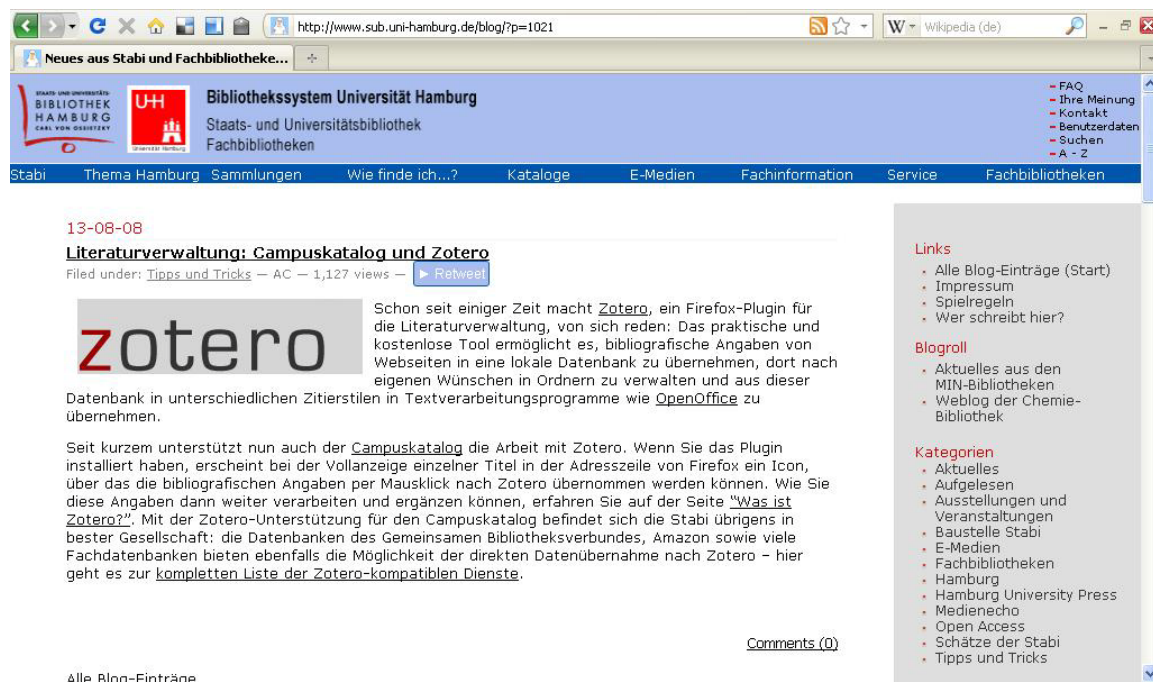 http://www.sub.uni-hamburg.de/blog/?p=1021
W Wikipedia (de)
Neues aus Stabi und Fachbibliotheke...
STAATS- UND UNIVERSITÄTS-
BIBLIOTHEK
HAMBURG
CARL VON OSSIETZKY
UHH
Universität Hamburg
Bibliothekssystem Universität Hamburg
Staats- und Universitätsbibliothek
Fachbibliotheken
FAQ
Ihre Meinung
Kontakt
Benutzerdaten
Suchen
A - Z
Stabi Thema Hamburg Sammlungen Wie finde ich...? Kataloge E-Medien Fachinformation Service Fachbibliotheken
13-08-08
Literaturverwaltung: Campuskatalog und Zotero
Filed under: Tipps und Tricks — AC — 1,127 views — ► Retweet
zotero
Schon seit einiger Zeit macht Zotero, ein Firefox-Plugin für
die Literaturverwaltung, von sich reden: Das praktische und
kostenlose Tool ermöglicht es, bibliografische Angaben von
Webseiten in eine lokale Datenbank zu übernehmen, dort nach
eigenen Wünschen in Ordnern zu verwalten und aus dieser
Datenbank in unterschiedlichen Zitierstilen in Textverarbeitungsprogramme wie OpenOffice zu
übernehmen.
Seit kurzem unterstützt nun auch der Campuskatalog die Arbeit mit Zotero. Wenn Sie das Plugin
installiert haben, erscheint bei der Vollanzeige einzelner Titel in der Adresszeile von Firefox ein Icon,
über das die bibliografischen Angaben per Mausklick nach Zotero übernommen werden können. Wie Sie
diese Angaben dann weiter verarbeiten und ergänzen können, erfahren Sie auf der Seite “Was ist
Zotero?”. Mit der Zotero-Unterstützung für den Campuskatalog befindet sich die Stabi übrigens in
bester Gesellschaft: die Datenbanken des Gemeinsamen Bibliotheksverbundes, Amazon sowie viele
Fachdatenbanken bieten ebenfalls die Möglichkeit der direkten Datenübernahme nach Zotero – hier
geht es zur kompletten Liste der Zotero-kompatiblen Dienste.
Comments (0)
Alle Blog-Einträge
Links
Alle Blog-Einträge (Start)
Impressum
Spielregeln
Wer schreibt hier?
Blogroll
Aktuelles aus den
MIN-Bibliotheken
Weblog der Chemie-
Bibliothek
Kategorien
Aktuelles
Aufgelesen
Ausstellungen und
Veranstaltungen
Baustelle Stabi
E-Medien
Fachbibliotheken
Hamburg
Hamburg University Press
Medienecho
Open Access
Schätze der Stabi
Tipps und Tricks